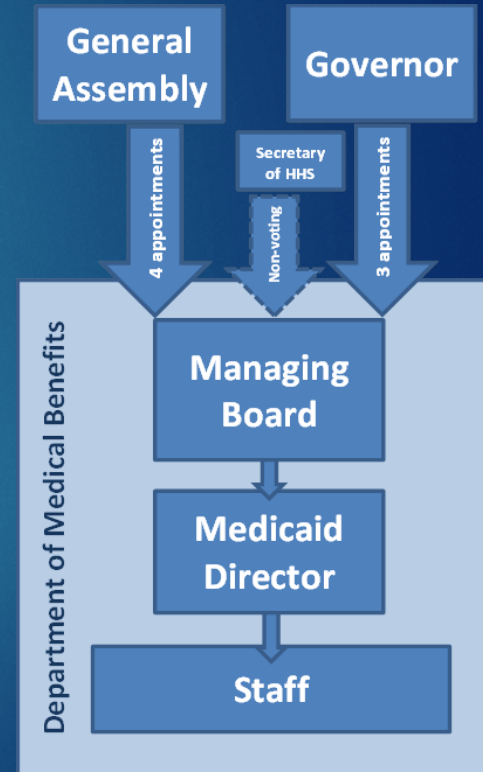 General
Assembly
Governor
Secretary
of HHS
4 appointments
Non-voting
3 appointments
Department of Medical Benefits
Managing
Board
Medicaid
Director
Staff